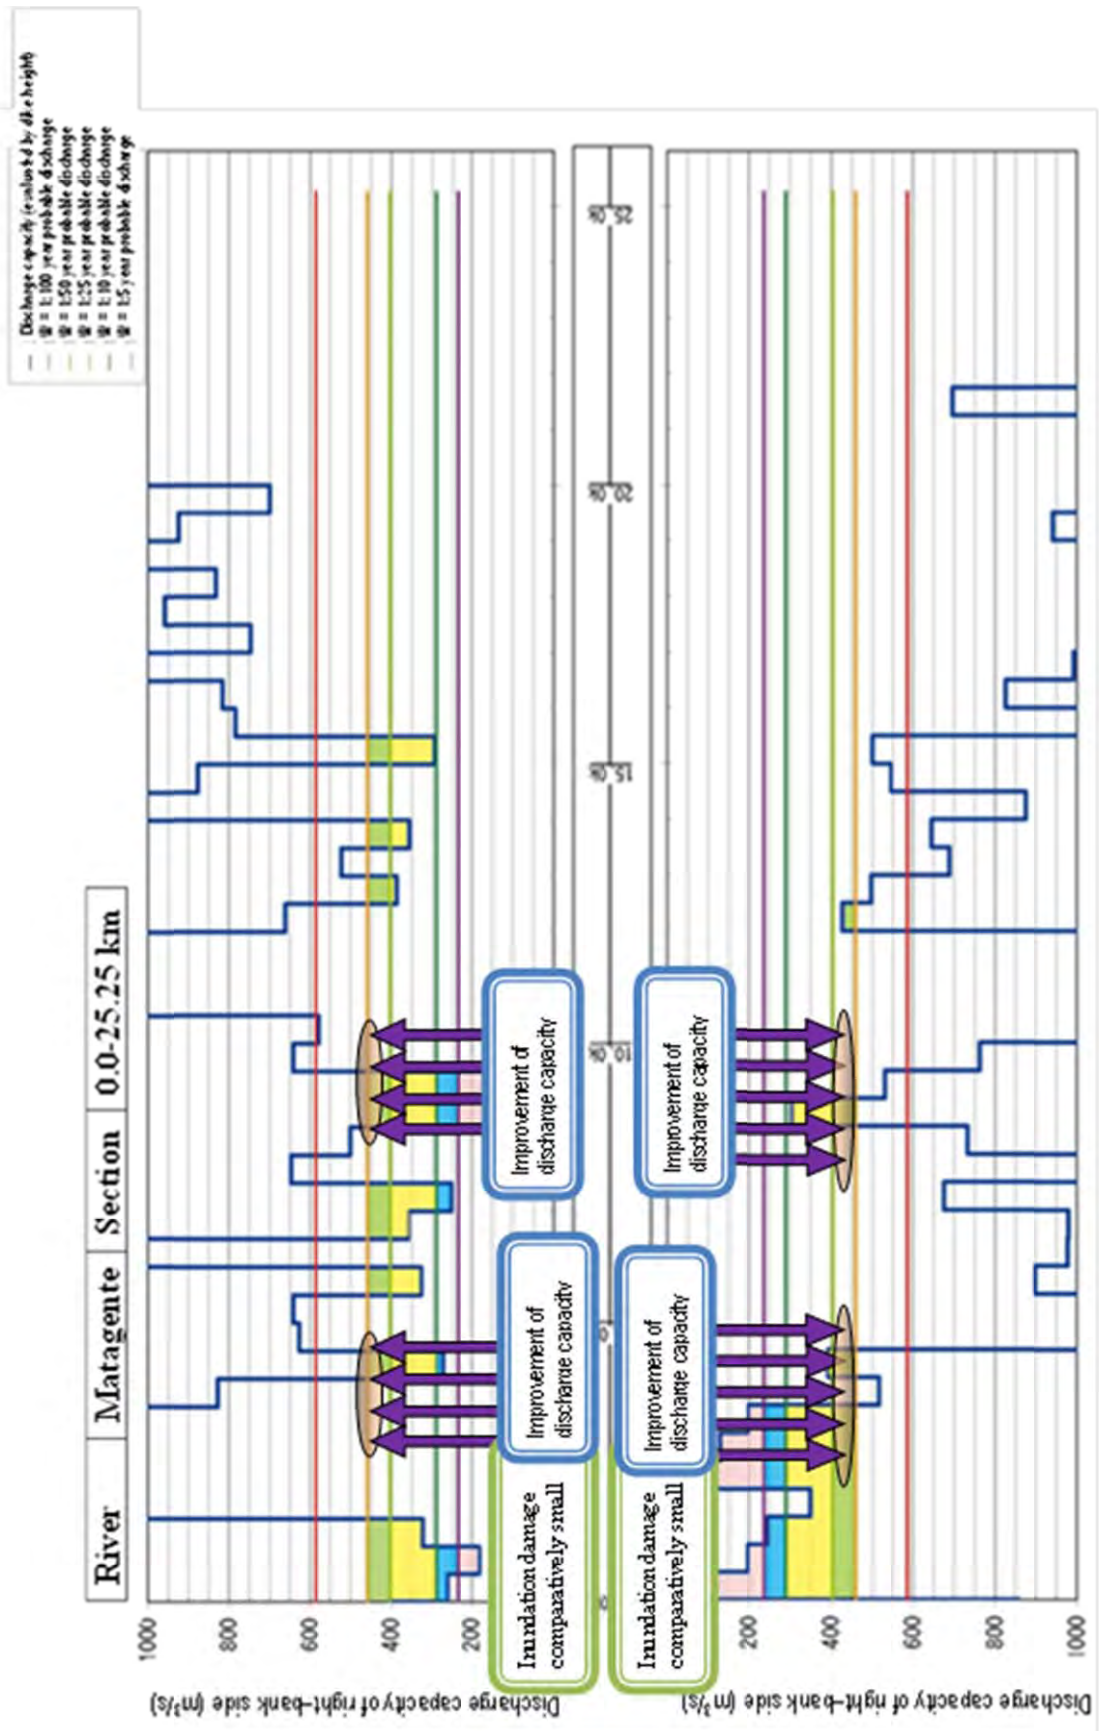 Discharge capacity (evaluated by dike height)
W = 1:100 year probable discharge
W = 1:50 year probable discharge
W = 1:25 year probable discharge
W = 1:10 year probable discharge
W = 1:5 year probable discharge
River Matagente Section 0.0-25.25 km
Discharge capacity of right-bank side (m³/s)
1000
800
600
400
200
Inundation damage
comparatively small
Improvement of
discharge capacity
Improvement of
discharge capacity
10.0k
15.0k
20.0k
25.0k
Inundation damage
comparatively small
Improvement of
discharge capacity
Improvement of
discharge capacity
Discharge capacity of right-bank side (m³/s)
200
400
600
800
1000